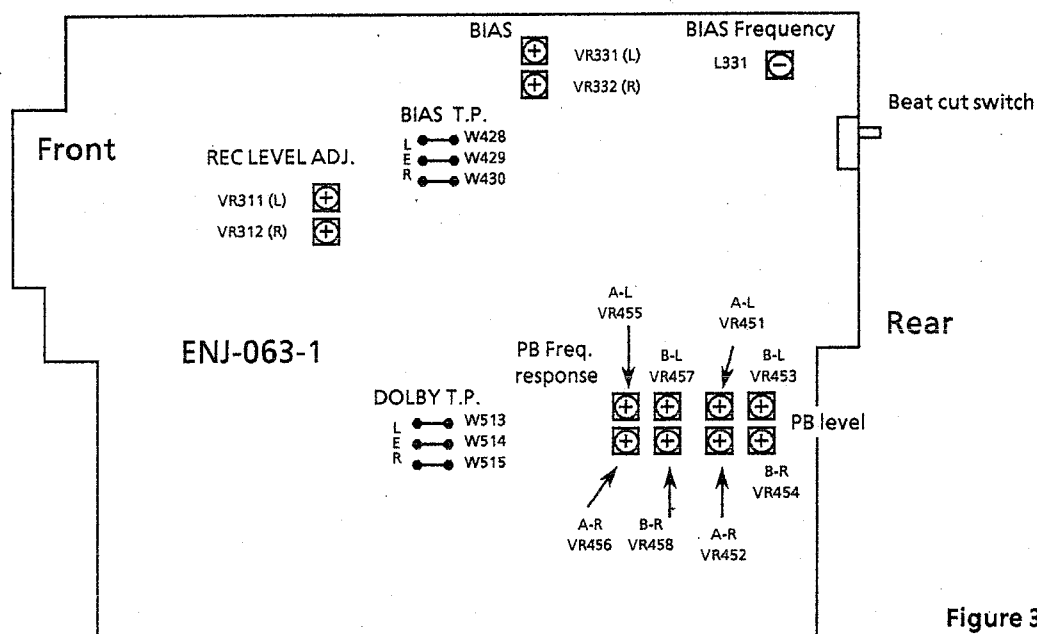 BIAS
VR331 (L)
VR332 (R)
BIAS Frequency
L331
Beat cut switch
Front
BIAS T.P.
L
E
R
W428
W429
W430
REC LEVEL ADJ.
VR311 (L)
VR312 (R)
Rear
ENJ-063-1
A-L
VR455
A-L
VR451
PB Freq.
response
B-L
VR457
B-L
VR453
PB level
DOLBY T.P.
L
E
R
W513
W514
W515
B-R
VR454
A-R
VR456
B-R
VR458
A-R
VR452
Figure 3